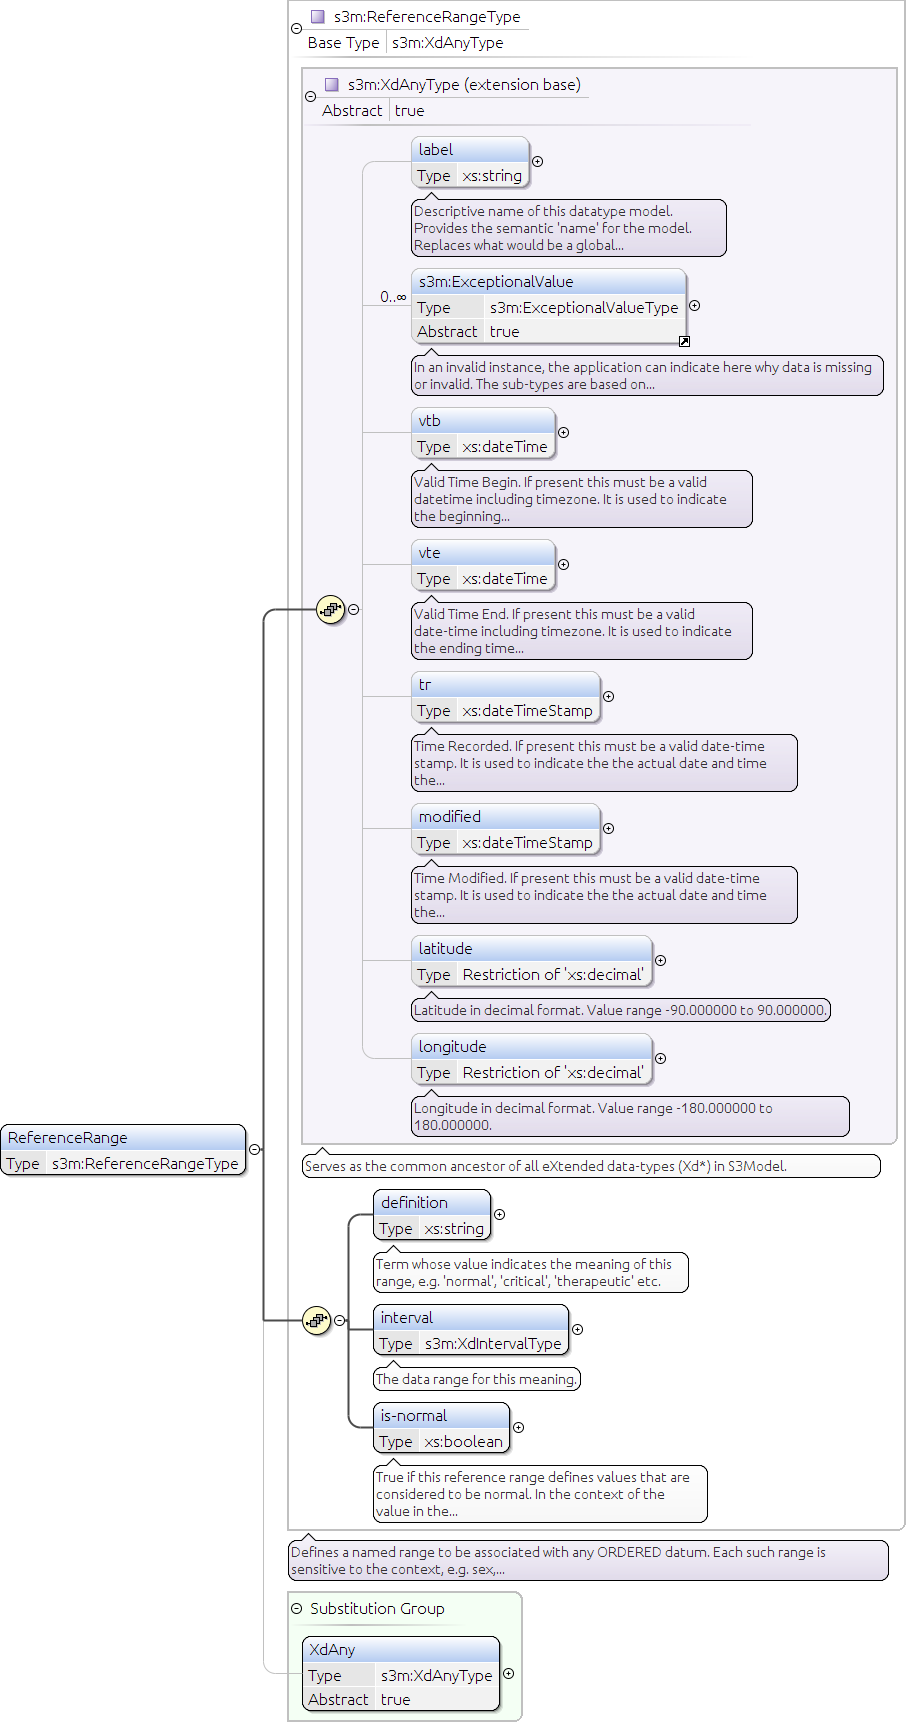 s3m:ReferenceRangeType
Base Type s3m:XdAnyType
s3m:XdAnyType (extension base)
Abstract true
label
Type xs:string
Descriptive name of this datatype model.
Provides the semantic 'name' for the model.
Replaces what would be a global...
0..∞
s3m:ExceptionalValue
Type s3m:ExceptionalValueType
Abstract true
In an invalid instance, the application can indicate here why data is missing
or invalid. The sub-types are based on...
vtb
Type xs:dateTime
Valid Time Begin. If present this must be a valid
datetime including timezone. It is used to indicate
the beginning...
vte
Type xs:dateTime
Valid Time End. If present this must be a valid
date-time including timezone. It is used to indicate
the ending time...
tr
Type xs:dateTimeStamp
Time Recorded. If present this must be a valid date-time
stamp. It is used to indicate the the actual date and time
the...
modified
Type xs:dateTimeStamp
Time Modified. If present this must be a valid date-time
stamp. It is used to indicate the the actual date and time
the...
latitude
Type Restriction of 'xs:decimal'
Latitude in decimal format. Value range -90.000000 to 90.000000.
longitude
Type Restriction of 'xs:decimal'
Longitude in decimal format. Value range -180.000000 to
180.000000.
ReferenceRange
Type s3m:ReferenceRangeType
Serves as the common ancestor of all eXtended data-types (Xd*) in S3Model.
definition
Type xs:string
Term whose value indicates the meaning of this
range, e.g. 'normal', 'critical', 'therapeutic' etc.
interval
Type s3m:XdIntervalType
The data range for this meaning.
is-normal
Type xs:boolean
True if this reference range defines values that are
considered to be normal. In the context of the
value in the...
Defines a named range to be associated with any ORDERED datum. Each such range is
sensitive to the context, e.g. sex,...
Substitution Group
XdAny
Type s3m:XdAnyType
Abstract true